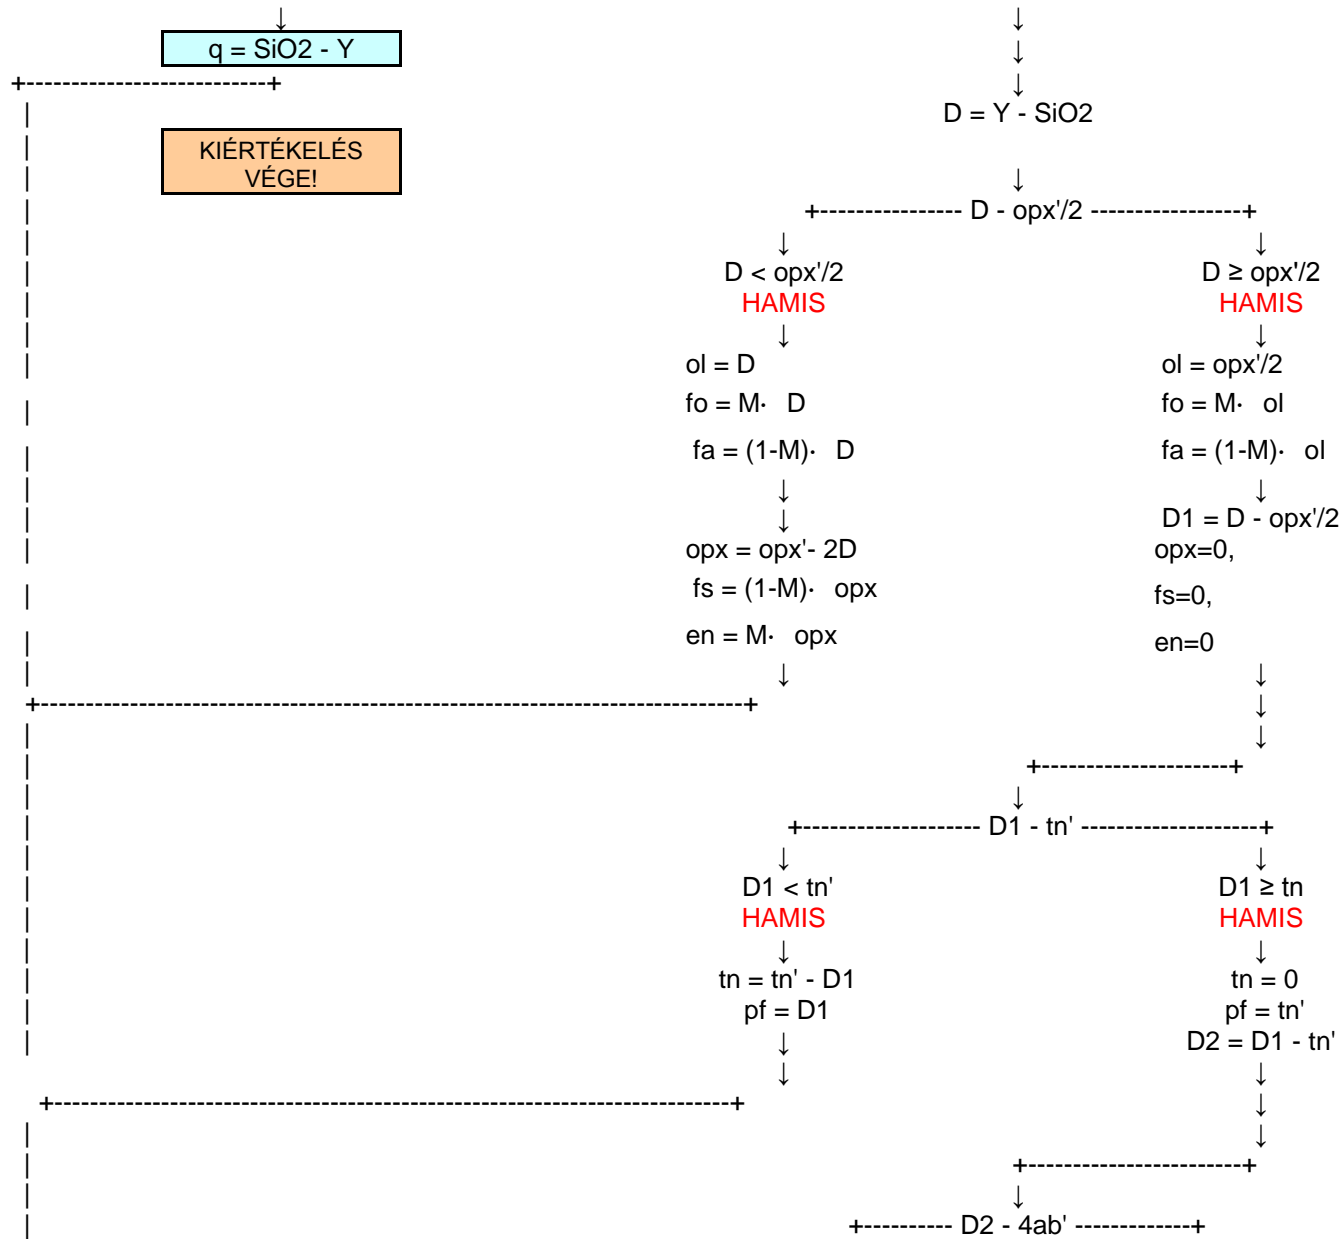 ↓ ↓
q = SiO2 - Y ↓
+---------------------------+ ↓
D = Y - SiO2
KIÉRTÉKELÉS
VÉGE!
↓
+---------------- D - opx'/2 -----------------+
↓ ↓
D < opx'/2 D ≥ opx'/2
HAMIS HAMIS
↓ ↓
ol = D ol = opx'/2
fo = M· D fo = M· ol
fa = (1-M)· D fa = (1-M)· ol
↓ ↓
↓ D1 = D - opx'/2
opx = opx'- 2D opx=0,
fs = (1-M)· opx fs=0,
en = M· opx en=0
↓ ↓
+------------------------------------------------------------------------------+ ↓
↓
+----------------------+
↓
+-------------------- D1 - tn' --------------------+
↓ ↓
D1 < tn' D1 ≥ tn
HAMIS HAMIS
↓ ↓
tn = tn' - D1 tn = 0
pf = D1 pf = tn'
↓ D2 = D1 - tn'
↓ ↓
+---------------------------------------------------------------------------+ ↓
↓
+-------------------------+
↓
+---------- D2 - 4ab' -------------+